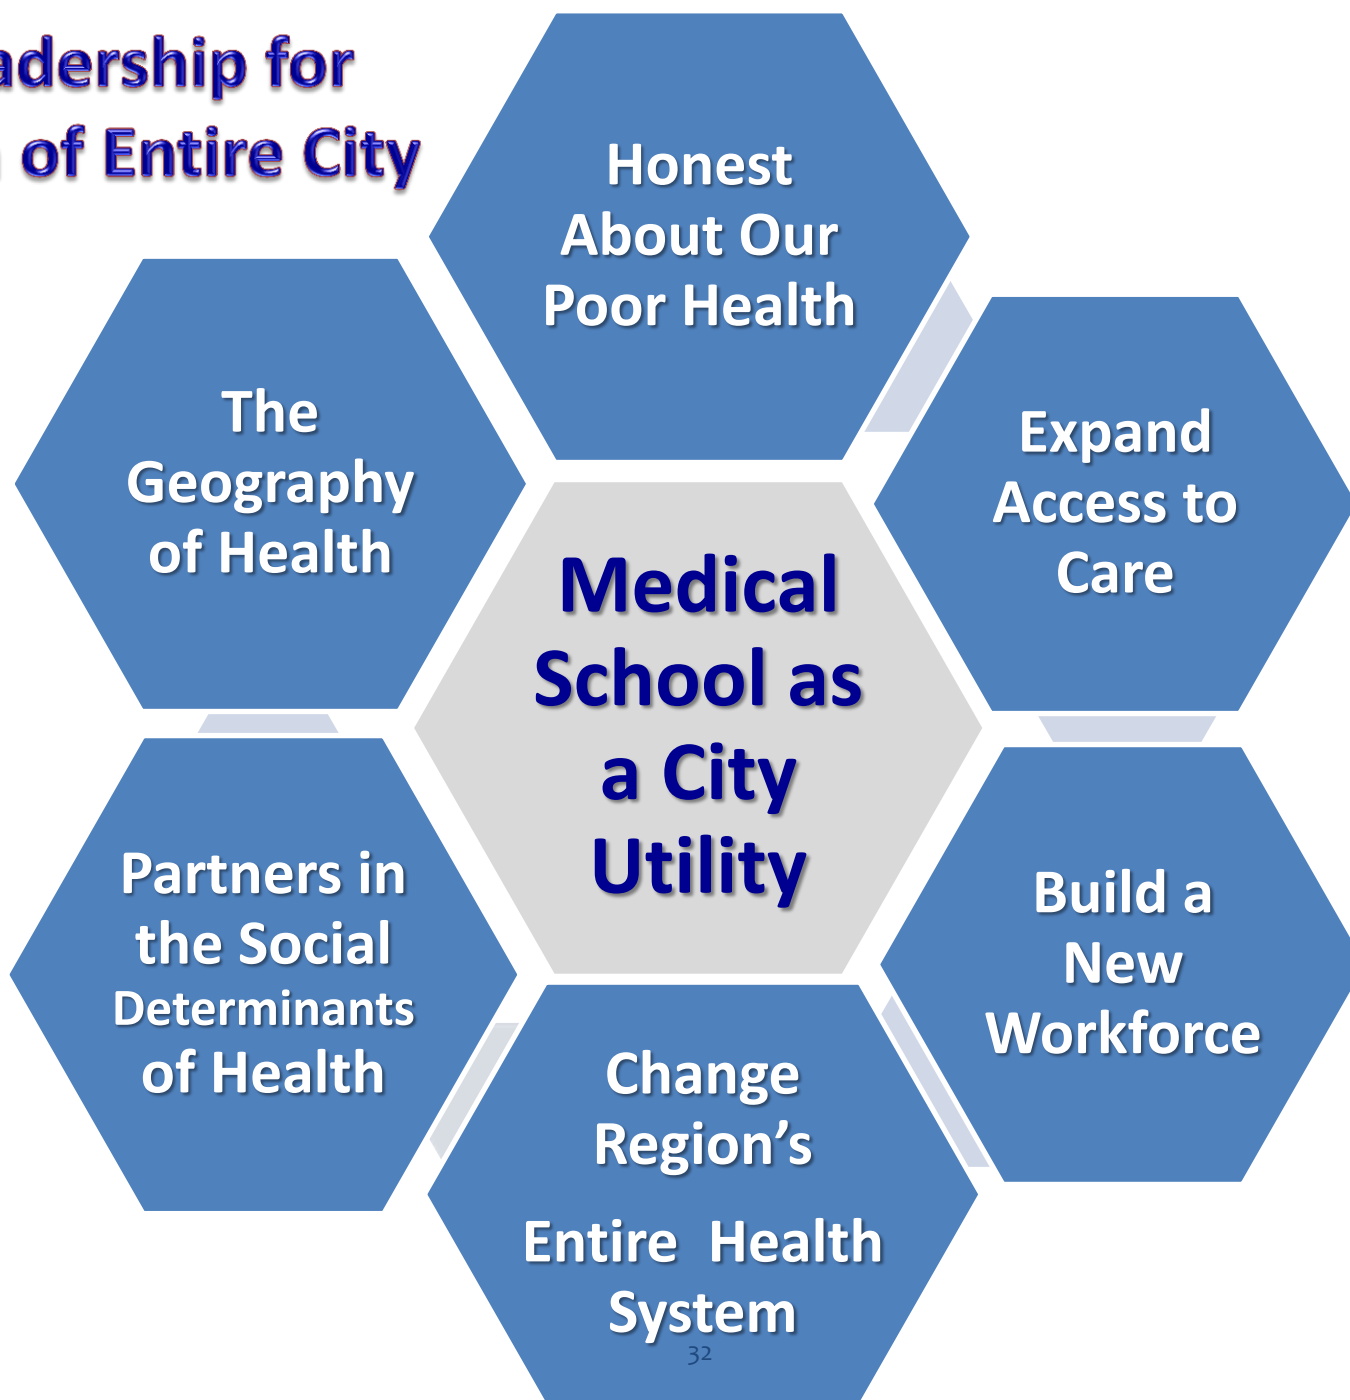 adership for
of Entire City
Honest
About Our
Poor Health
Expand
Access to
Care
Build a
New
Workforce
Change
Region’s
Entire  Health
System
Partners in
the Social
Determinants
of Health
The
Geography
of Health
Medical
School as
a City
Utility
32